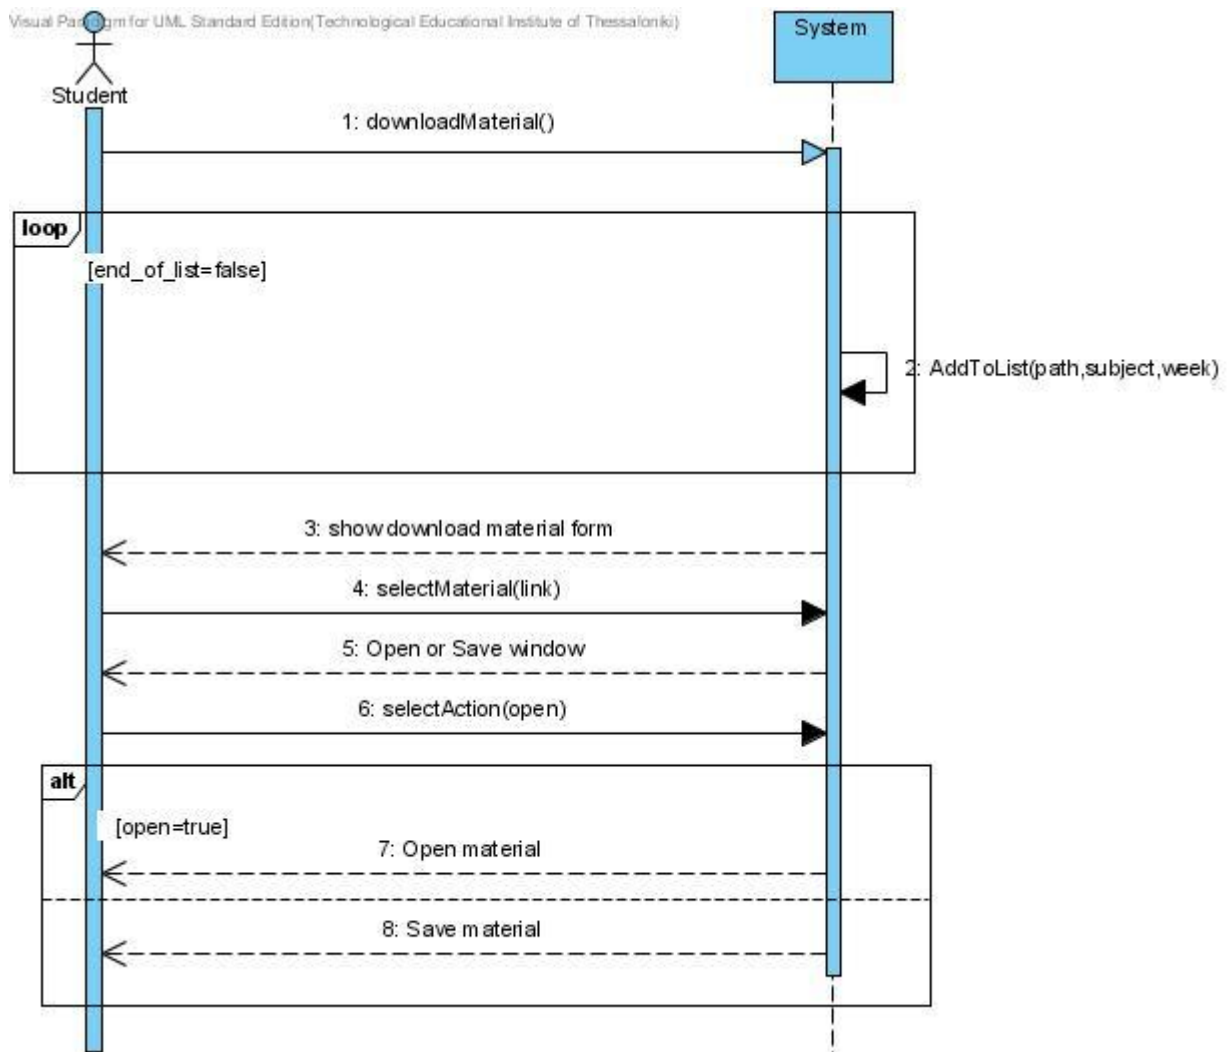 Visual Paradigm for UML Standard Edition(Technological Educational Institute of Thessaloniki)
System
Student
1: downloadMaterial()
loop
[end_of_list=false]
2: AddToList(path,subject,week)
3: show download material form
4: selectMaterial(link)
5: Open or Save window
6: selectAction(open)
alt
[open=true]
7: Open material
8: Save material